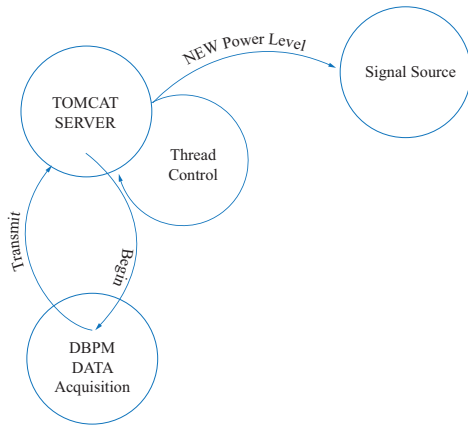 NEW Power Level
Signal Source
TOMCAT
SERVER
Thread
Control
Transmit
Begin
DBPM
DATA
Acquisition